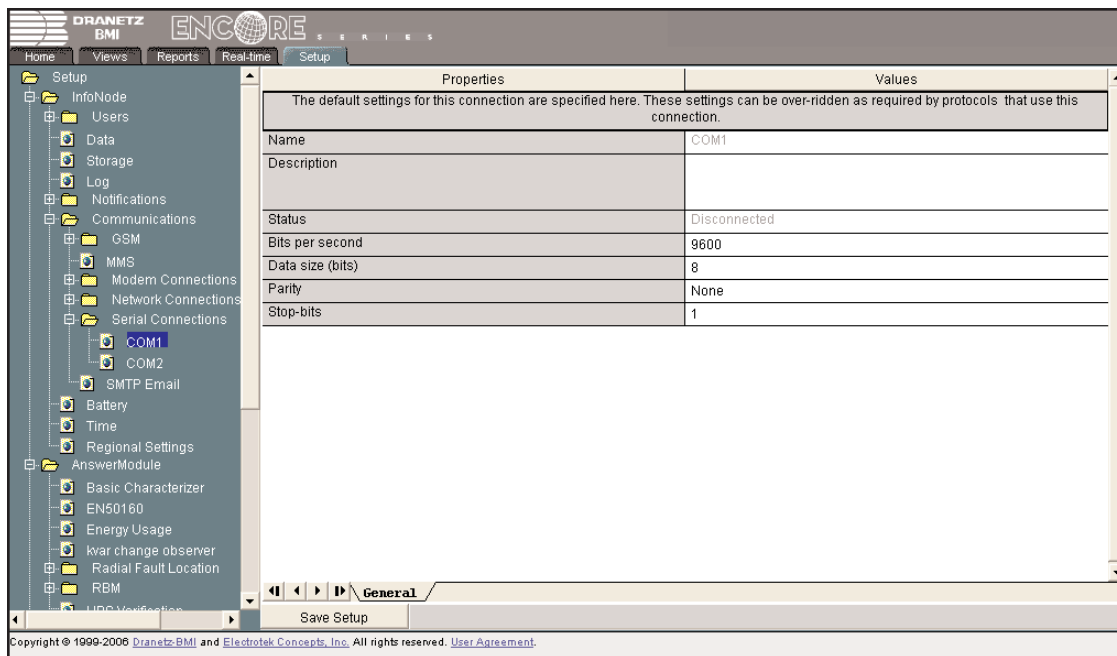 DRANETZ
BMI
ENCORE
SERIES
Home Views Reports Real-time Setup
Setup
InfoNode
Users
Data
Storage
Log
Notifications
Communications
GSM
MMS
Modem Connections
Network Connections
Serial Connections
COM1
COM2
SMTP Email
Battery
Time
Regional Settings
AnswerModule
Basic Characterizer
EN50160
Energy Usage
kvar change observer
Radial Fault Location
RBM
Properties Values
The default settings for this connection are specified here. These settings can be over-ridden as required by protocols that use this
connection.
Name COM1
Description
Status Disconnected
Bits per second 9600
Data size (bits) 8
Parity None
Stop-bits 1
General
Save Setup
Copyright © 1999-2006 Dranetz-BMI and Electrotek Concepts, Inc. All rights reserved. User Agreement.